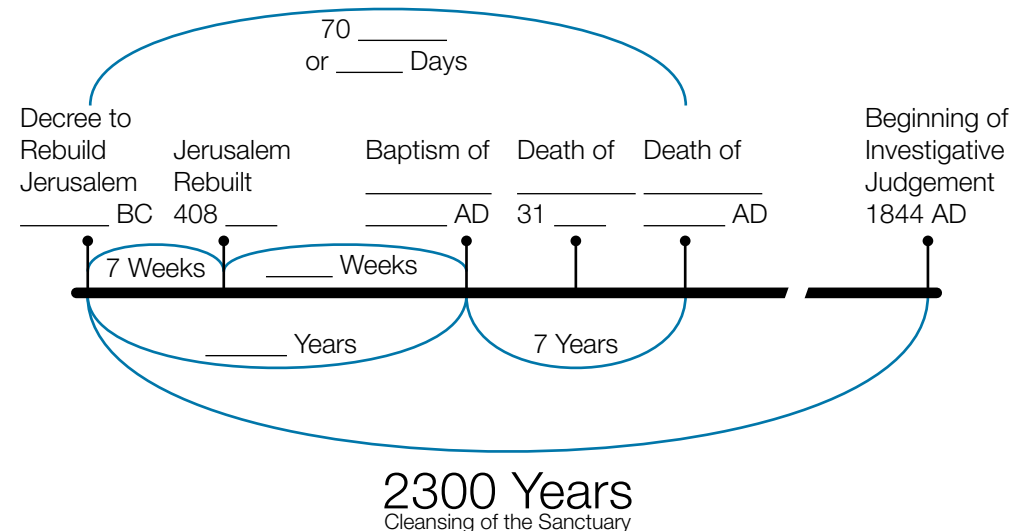 70 _______
or _____ Days
Decree to
Rebuild
Jerusalem
_______ BC
Jerusalem
Rebuilt
408 ____
Baptism of
__________
______ AD
Death of
_________
31 ____
Death of
_________
______ AD
Beginning of
Investigative
Judgement
1844 AD
7 Weeks
_____ Weeks
______ Years
7 Years
2300 Years
Cleansing of the Sanctuary